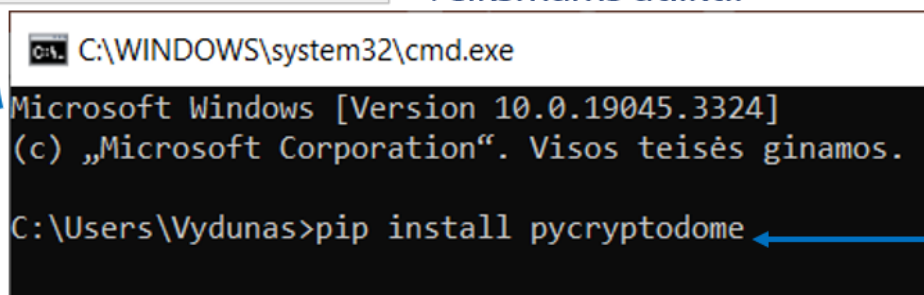 C:\WINDOWS\system32\cmd.exe
Microsoft Windows [Version 10.0.19045.3324]
(c) „Microsoft Corporation“. Visos teisės ginamos.
C:\Users\Vydunas>pip install pycryptodome